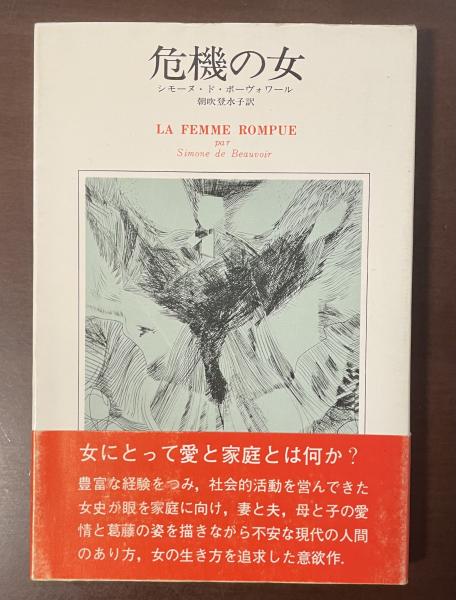 危機の女
シモーヌ・ド・ボーヴォワール
朝吹登水子訳
LA FEMME ROMPUE
par
Simone de Beauvoir
女にとって愛と家庭とは何か？
豊富な経験をつみ，社会的活動を営んできた
女史が眼を家庭に向け，妻と夫，母と子の愛
情と葛藤の姿を描きながら不安な現代の人間
のあり方，女の生き方を追求した意欲作．